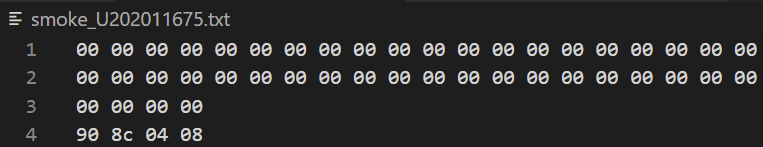 smoke_U202011675.txt
1 00 00 00 00 00 00 00 00 00 00 00 00 00 00 00 00 00 00 00 00
2 00 00 00 00 00 00 00 00 00 00 00 00 00 00 00 00 00 00 00 00
3 00 00 00 00
4 90 8c 04 08